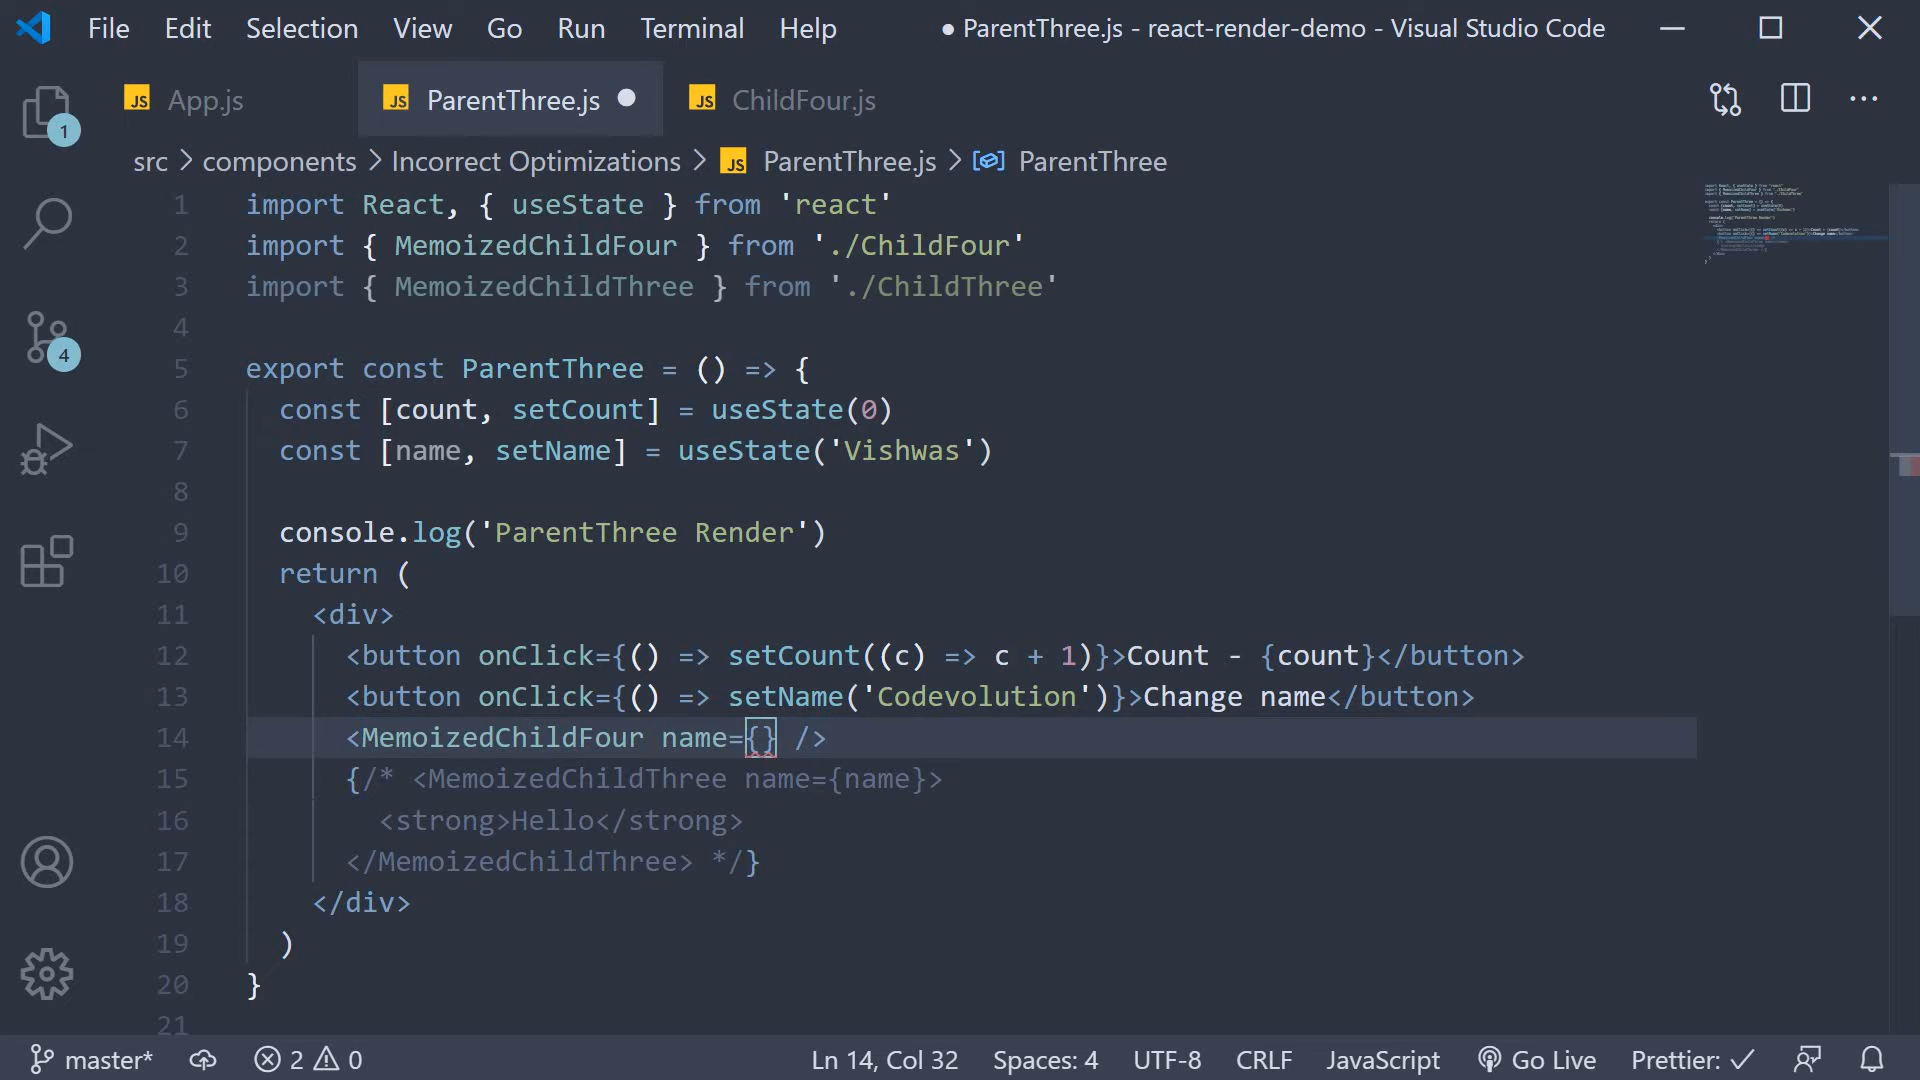 File Edit Selection View Go Run Terminal Help ● ParentThree.js - react-render-demo - Visual Studio Code
JS App.js JS ParentThree.js ● JS ChildFour.js
1
src > components > Incorrect Optimizations > JS ParentThree.js > ParentThree
1 import React, { useState } from 'react'
2 import { MemoizedChildFour } from './ChildFour'
3 import { MemoizedChildThree } from './ChildThree'
4
4
5 export const ParentThree = () => {
6 const [count, setCount] = useState(0)
7 const [name, setName] = useState('Vishwas')
8
9 console.log('ParentThree Render')
10 return (
11 <div>
12 <button onClick={() => setCount((c) => c + 1)}>Count - {count}</button>
13 <button onClick={() => setName('Codevolution')}>Change name</button>
14 <MemoizedChildFour name={} />
15 {/* <MemoizedChildThree name={name}>
16 <strong>Hello</strong>
17 </MemoizedChildThree> */}
18 </div>
19 )
20 }
21
master* 2 0 Ln 14, Col 32 Spaces: 4 UTF-8 CRLF JavaScript Go Live Prettier: ✓